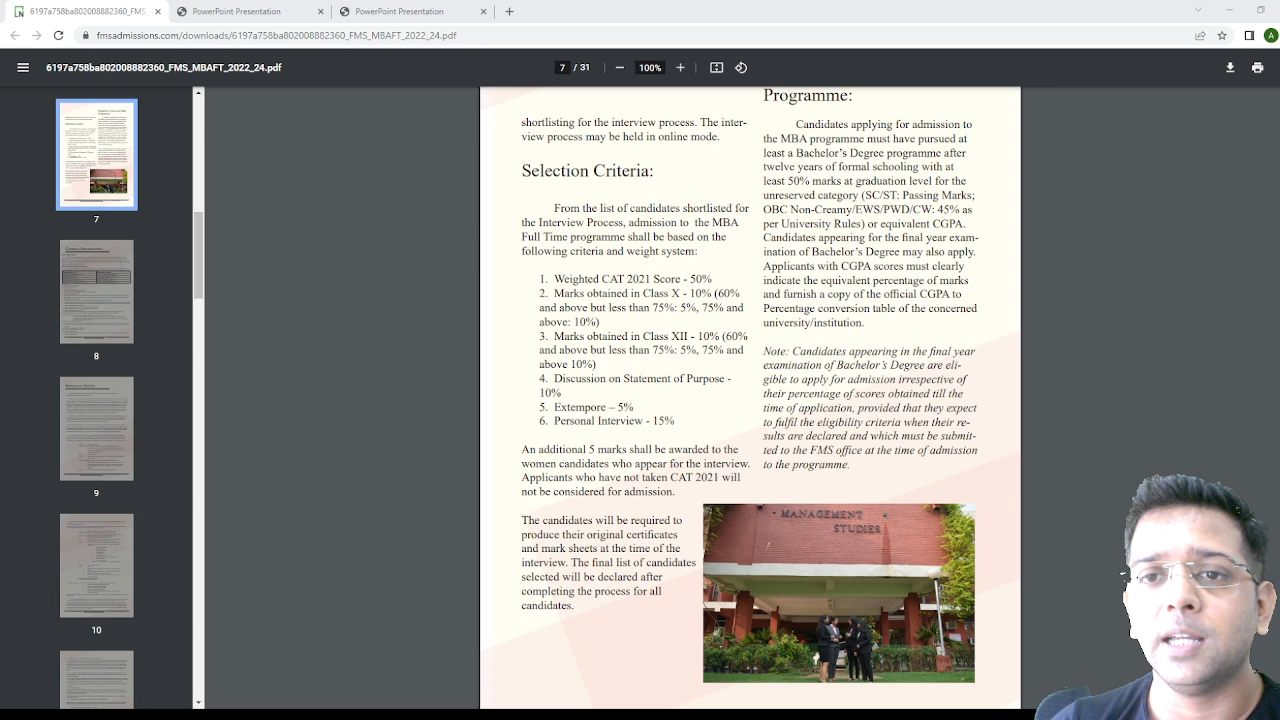 6197a758ba802008882360_FMS_
PowerPoint Presentation
PowerPoint Presentation
fmsadmissions.com/downloads/6197a758ba802008882360_FMS_MBAFT_2022_24.pdf
A
6197a758ba802008882360_FMS_MBAFT_2022_24.pdf
7 / 31
100%
7
8
9
10
shortlisting for the interview process. The inter-
view process may be held in online mode.
Selection Criteria:
From the list of candidates shortlisted for
the Interview Process, admission to the MBA
Full Time programme shall be based on the
following criteria and weight system:
1. Weighted CAT 2021 Score - 50%
2. Marks obtained in Class X - 10% (60%
and above but less than 75%: 5%, 75% and
above: 10%)
3. Marks obtained in Class XII - 10% (60%
and above but less than 75%: 5%, 75% and
above 10%)
4. Discussion on Statement of Purpose -
10%
5. Extempore – 5%
6. Personal Interview - 15%
An additional 5 marks shall be awarded to the
women candidates who appear for the interview.
Applicants who have not taken CAT 2021 will
not be considered for admission.
The candidates will be required to
produce their original certificates
and mark sheets at the time of the
interview. The final list of candidates
selected will be declared after
completing the process for all
candidates.
Programme:
Candidates applying for admission to
the MBA programme must have pursued at
least a Bachelor's Degree programme after
twelve years of formal schooling with at
least 50% marks at graduation level for the
unreserved category (SC/ST: Passing Marks;
OBC Non-Creamy/EWS/PWD/CW: 45% as
per University Rules) or equivalent CGPA.
Candidates appearing for the final year exam-
ination of Bachelor's Degree may also apply.
Applicants with CGPA scores must clearly
indicate the equivalent percentage of marks
and furnish a copy of the official CGPA to
Percentage conversion table of the concerned
university/institution.
Note: Candidates appearing in the final year
examination of Bachelor's Degree are eli-
gible to apply for admission irrespective of
their percentage of scores obtained till the
time of application, provided that they expect
to fulfil the eligibility criteria when their re-
sults are declared and which must be submit-
ted to the FMS office at the time of admission
to the programme.
MANAGEMENT
STUDIES